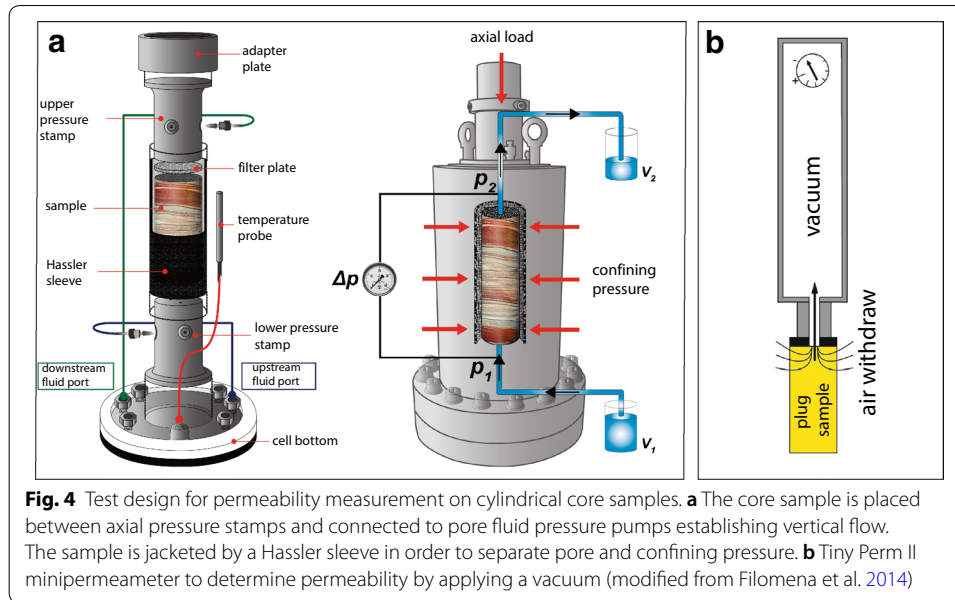 a
adapter
plate
upper
pressure
stamp
filter plate
sample
temperature
probe
Hassler
sleeve
lower pressure
stamp
downstream
fluid port
upstream
fluid port
cell bottom
axial load
V2
p2
Δp
confining
pressure
p1
V1
b
vacuum
air withdraw
plug
sample
Fig. 4 Test design for permeability measurement on cylindrical core samples. a The core sample is placed
between axial pressure stamps and connected to pore fluid pressure pumps establishing vertical flow.
The sample is jacketed by a Hassler sleeve in order to separate pore and confining pressure. b Tiny Perm II
minipermeameter to determine permeability by applying a vacuum (modified from Filomena et al. 2014)